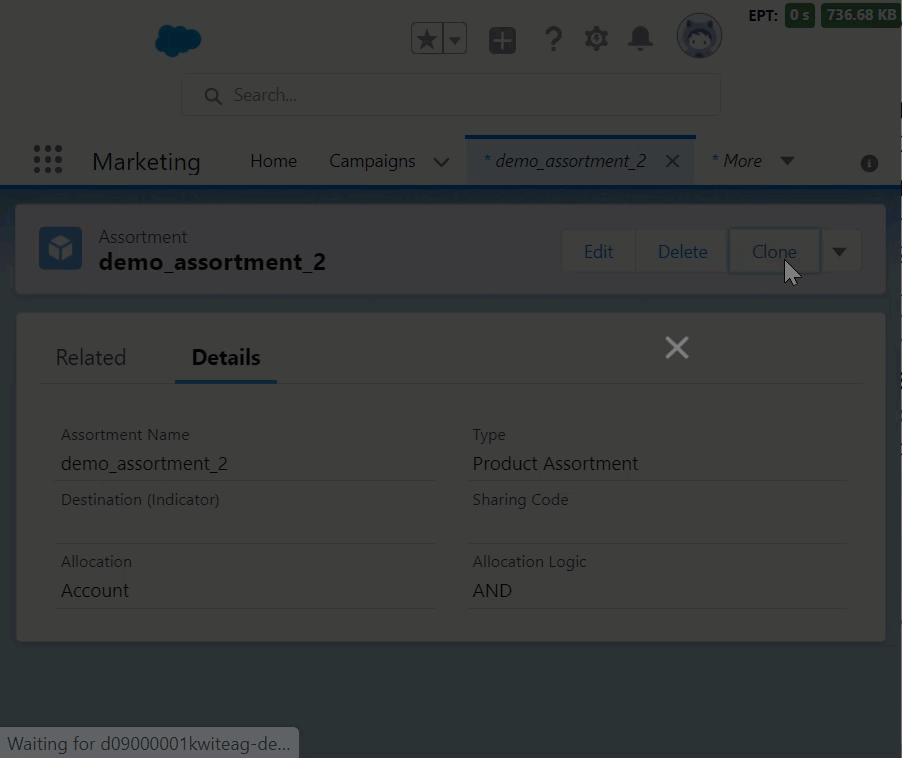 EPT: 0 s 736.68 KB
Search...
Marketing Home Campaigns * demo_assortment_2 * More
Assortment
demo_assortment_2
Edit Delete Clone
Related Details
Assortment Name Type
demo_assortment_2 Product Assortment
Destination (Indicator) Sharing Code
Allocation Allocation Logic
Account AND
Waiting for d09000001kwiteag-de...